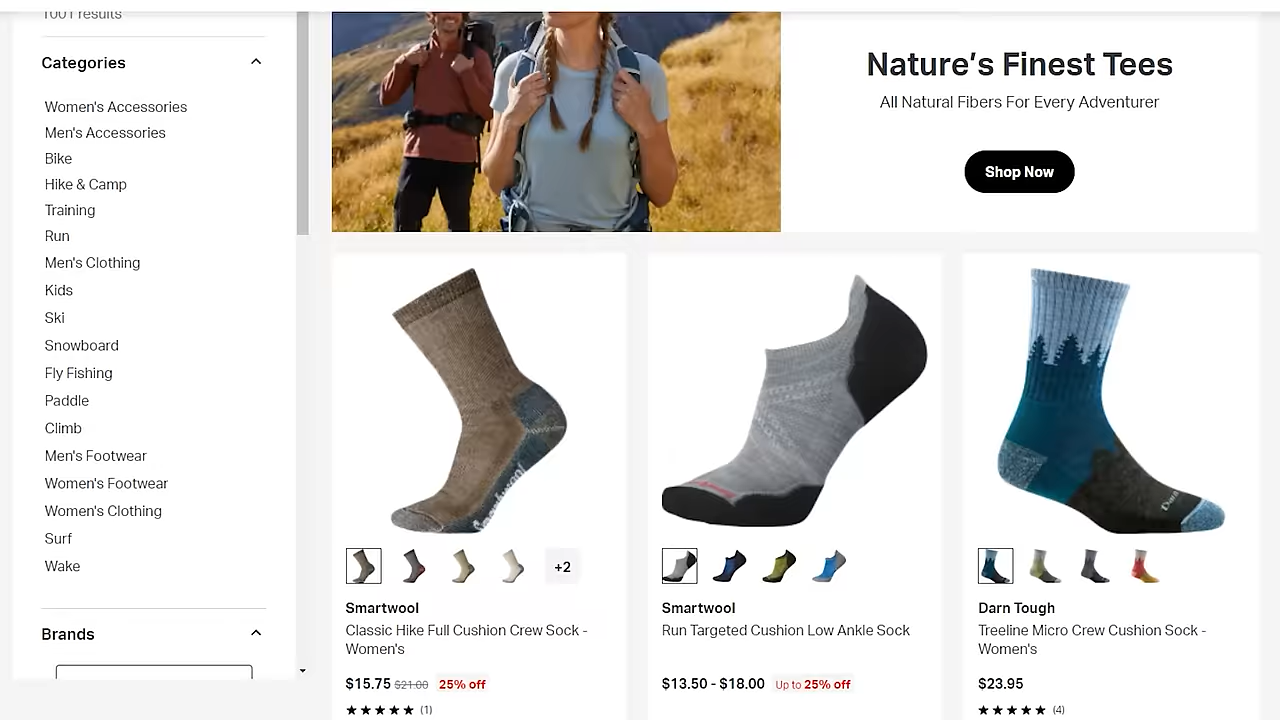 1001 results
Categories
Women's Accessories
Men's Accessories
Bike
Hike & Camp
Training
Run
Men's Clothing
Kids
Ski
Snowboard
Fly Fishing
Paddle
Climb
Men's Footwear
Women's Footwear
Women's Clothing
Surf
Wake
Brands
Nature's Finest Tees
All Natural Fibers For Every Adventurer
Shop Now
Smartwool
+2
Smartwool
Classic Hike Full Cushion Crew Sock -
Women's
$15.75 $21.00 25% off
(1)
Smartwool
Run Targeted Cushion Low Ankle Sock
$13.50 - $18.00 Up to 25% off
Darn
Darn Tough
Treeline Micro Crew Cushion Sock -
Women's
$23.95
(4)